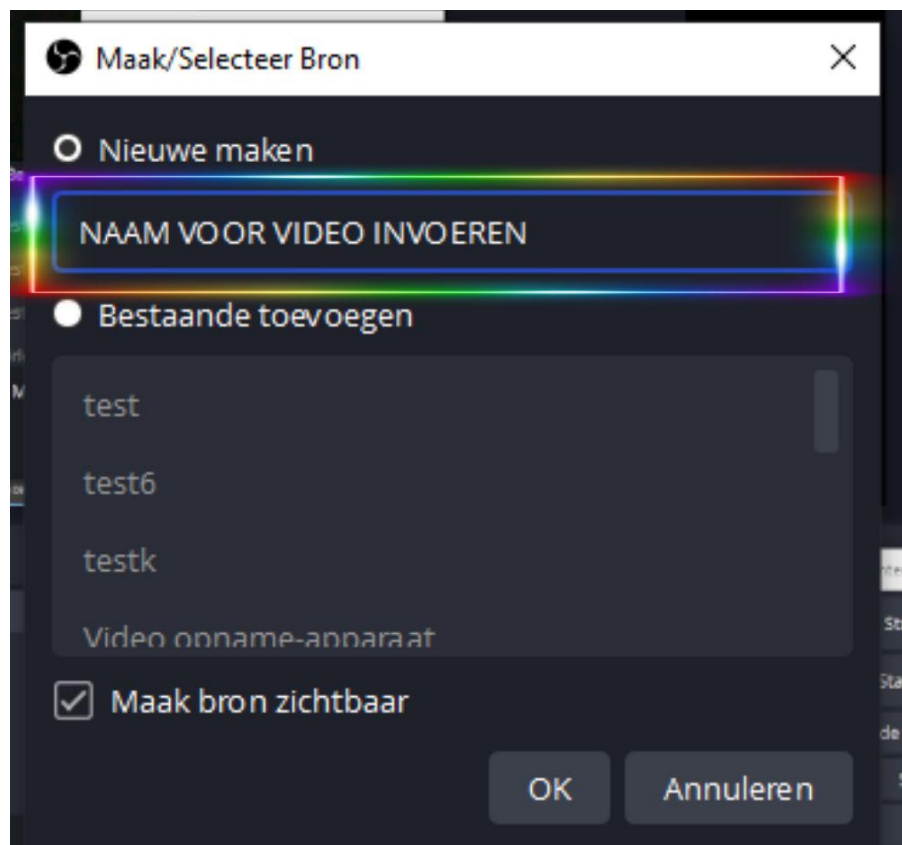 Maak/Selecteer Bron
Nieuwe maken
NAAM VOOR VIDEO INVOEREN
Bestaande toevoegen
test
test6
testk
Video opname-apparaat
Maak bron zichtbaar
OK Annuleren